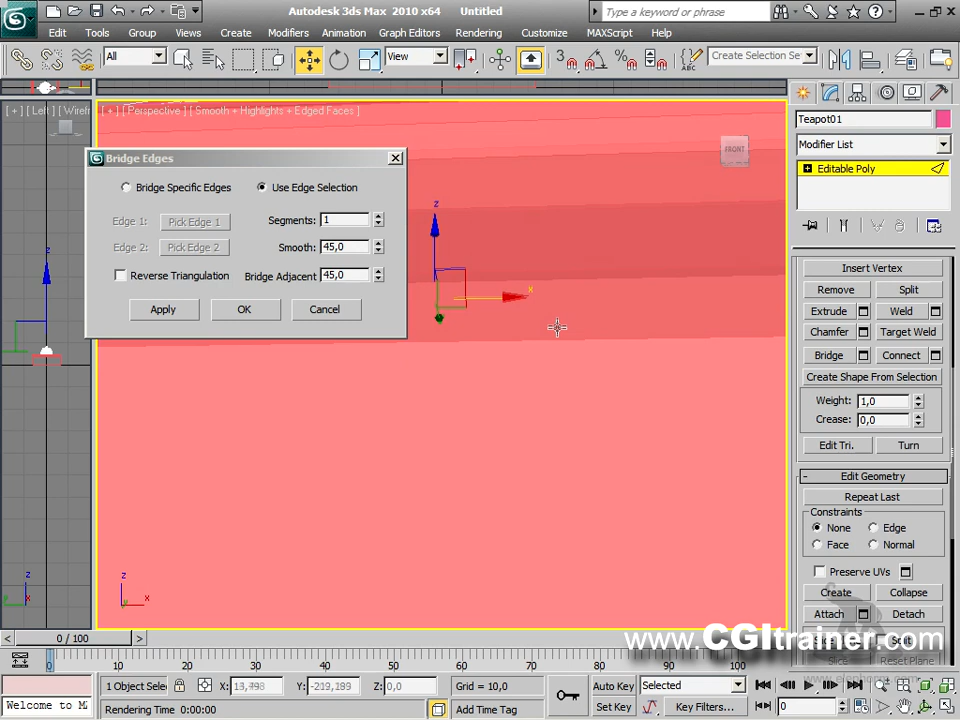 Autodesk 3ds Max 2010 x64 Untitled
Type a keyword or phrase
Edit Tools Group Views Create Modifiers Animation Graph Editors Rendering Customize MAXScript Help
All
View
3
ABC
Create Selection Se
[ + ] [ Left ] [ Wirefr
[ + ] [ Perspective ] [ Smooth + Highlights + Edged Faces ]
FRONT
Teapot01
Modifier List
Editable Poly
Bridge Edges
Bridge Specific Edges
Use Edge Selection
Edge 1: Pick Edge 1
Segments: 1
Edge 2: Pick Edge 2
Smooth: 45,0
Reverse Triangulation
Bridge Adjacent: 45,0
Apply OK Cancel
z
x
z
z
x
z
x
y
Insert Vertex
Remove Split
Extrude Weld
Chamfer Target Weld
Bridge Connect
Create Shape From Selection
Weight: 1,0
Crease: 0,0
Edit Tri. Turn
- Edit Geometry
Repeat Last
Constraints
None Edge
Face Normal
Preserve UVs
Create Collapse
Attach Detach
Slice Reset Plane
www.CGItrainer.com
< 0 / 100 >
0 10 20 30 40 50 60 70 80 90 100
1 Object Sele
X: 13,798 Y: -219,189 Z: 0,0
Grid = 10,0
Auto Key Selected
Welcome to M
Rendering Time 0:00:00
Add Time Tag
Set Key Key Filters...
0